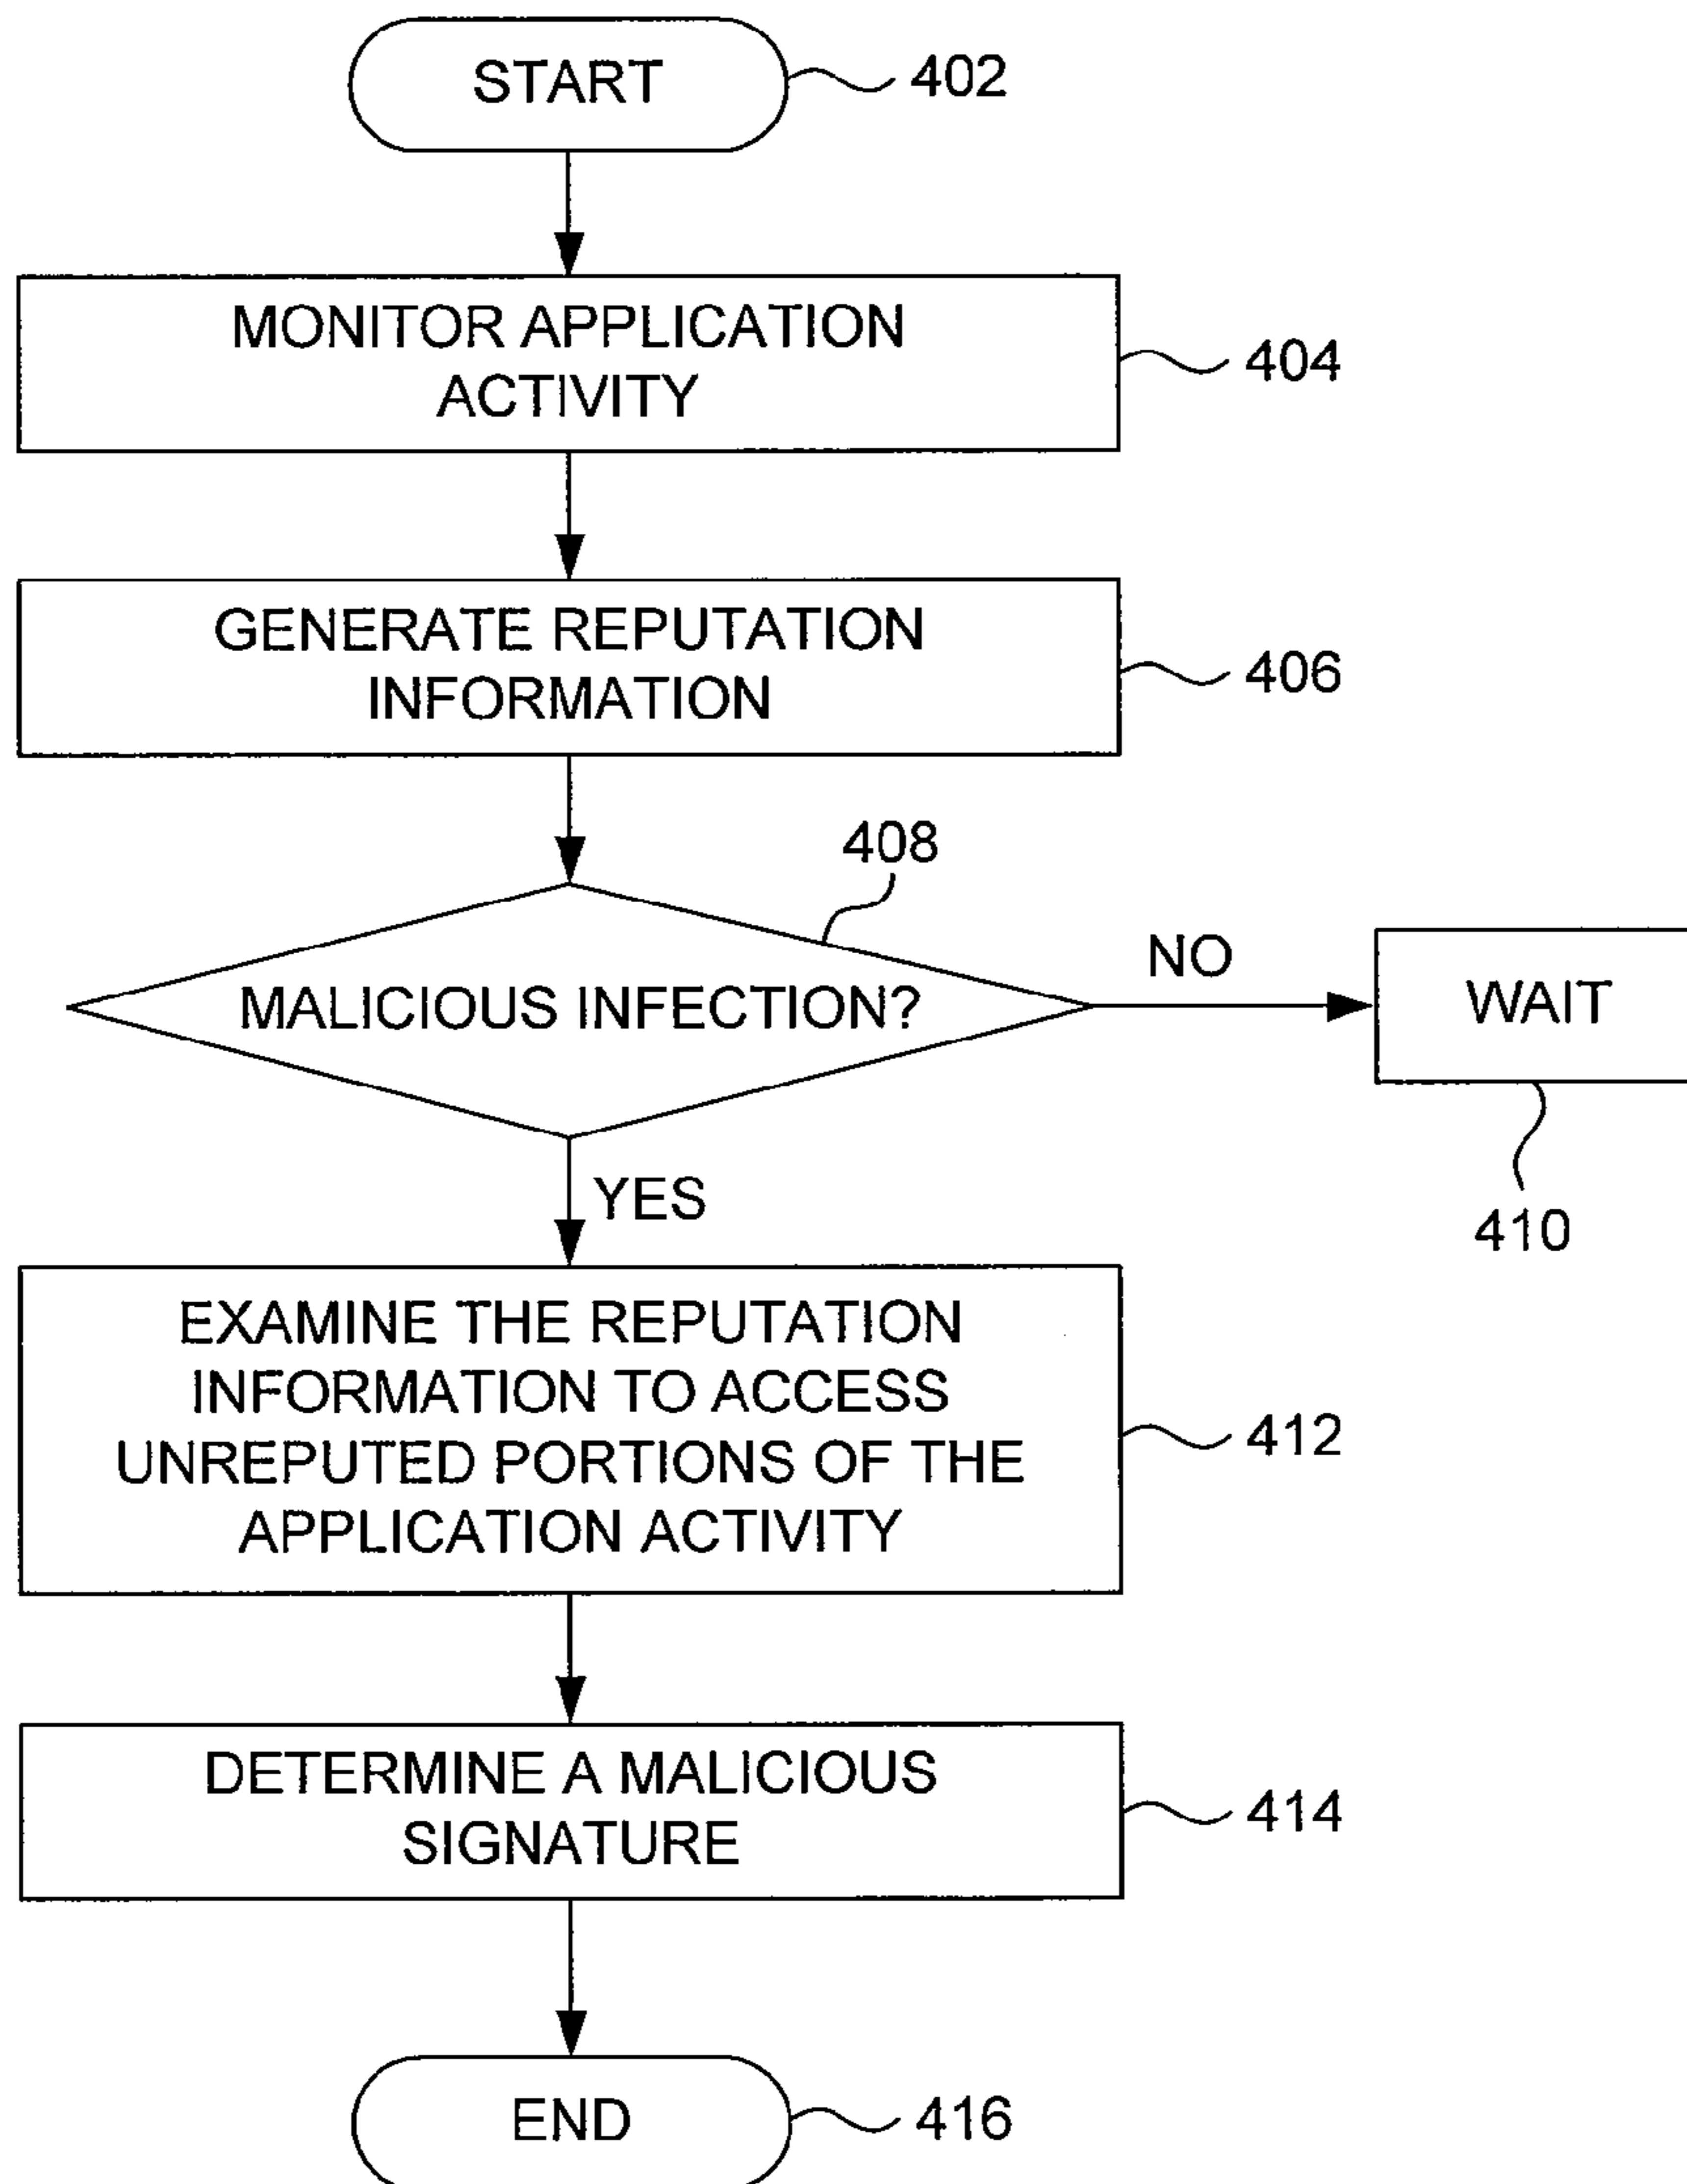 START
402
MONITOR APPLICATION
ACTIVITY
404
GENERATE REPUTATION
INFORMATION
406
408
MALICIOUS INFECTION?
NO
WAIT
410
YES
EXAMINE THE REPUTATION
INFORMATION TO ACCESS
UNREPUTED PORTIONS OF THE
APPLICATION ACTIVITY
412
DETERMINE A MALICIOUS
SIGNATURE
414
END
416